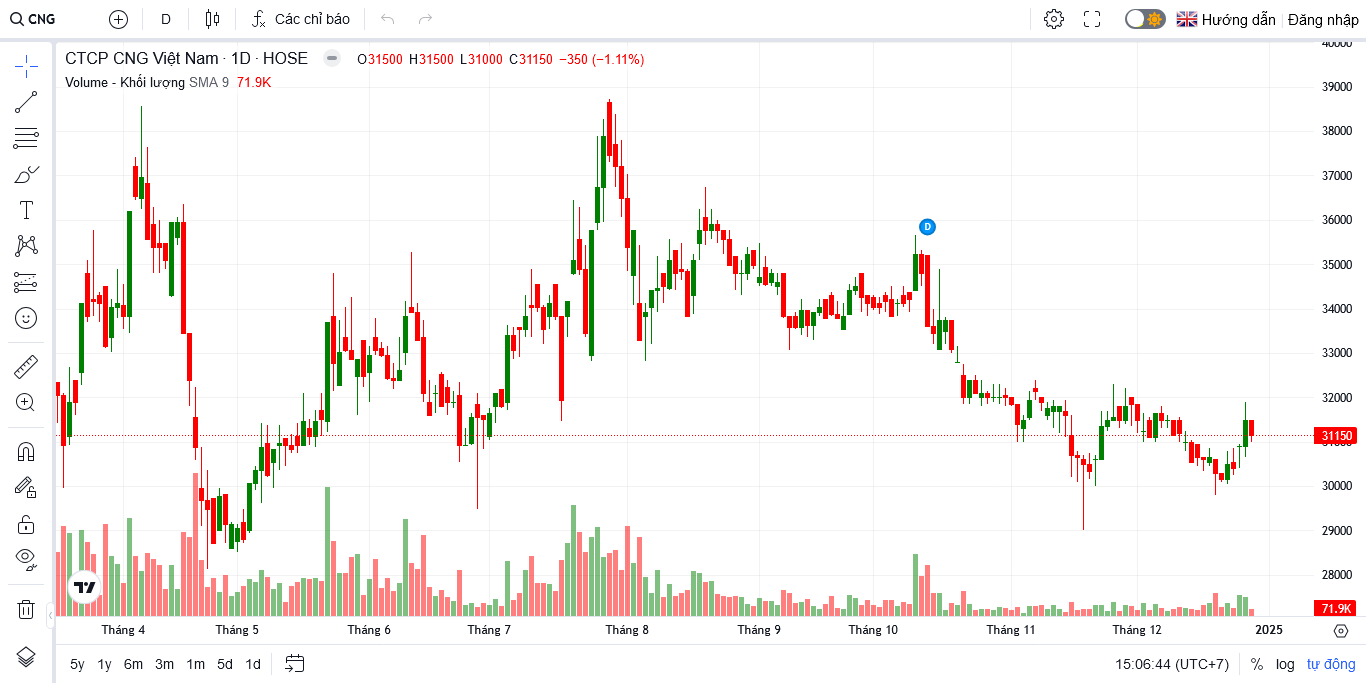 CNG D Các chỉ báo Hướng dẫn Đăng nhập
CTCP CNG Việt Nam · 1D · HOSE O31500 H31500 L31000 C31150 −350 (−1.11%)
Volume - Khối lượng SMA 9 71.9K
D
40000
39000
38000
37000
36000
35000
34000
33000
32000
31150
31000
30000
29000
28000
71.9K
Tháng 4 Tháng 5 Tháng 6 Tháng 7 Tháng 8 Tháng 9 Tháng 10 Tháng 11 Tháng 12 2025
5y 1y 6m 3m 1m 5d 1d 15:06:44 (UTC+7) % log tự động